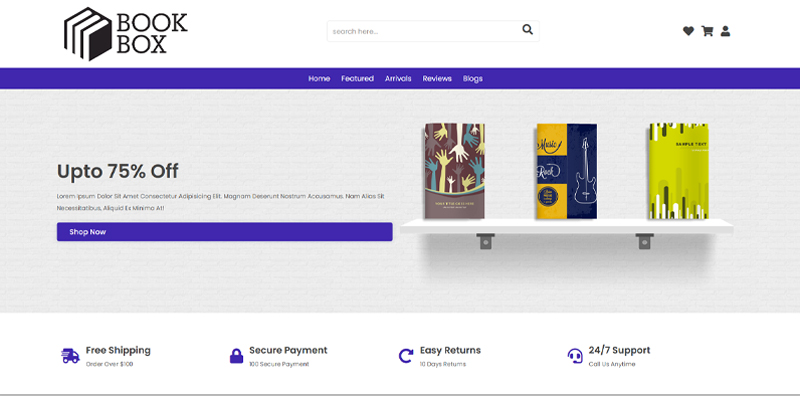 BOOK
BOX
search here...
Home Featured Arrivals Reviews Blogs
Upto 75% Off
Lorem Ipsum Dolor Sit Amet Consectetur Adipisicing Elit. Magnam Deserunt Nostrum Accusamus. Nam Alias Sit
Necessitatibus, Aliquid Ex Minima At!
Shop Now
Music
Rock
SAMPLE TEXT
Free Shipping
Order Over $100
Secure Payment
100 Secure Payment
Easy Returns
10 Days Returns
24/7 Support
Call Us Anytime